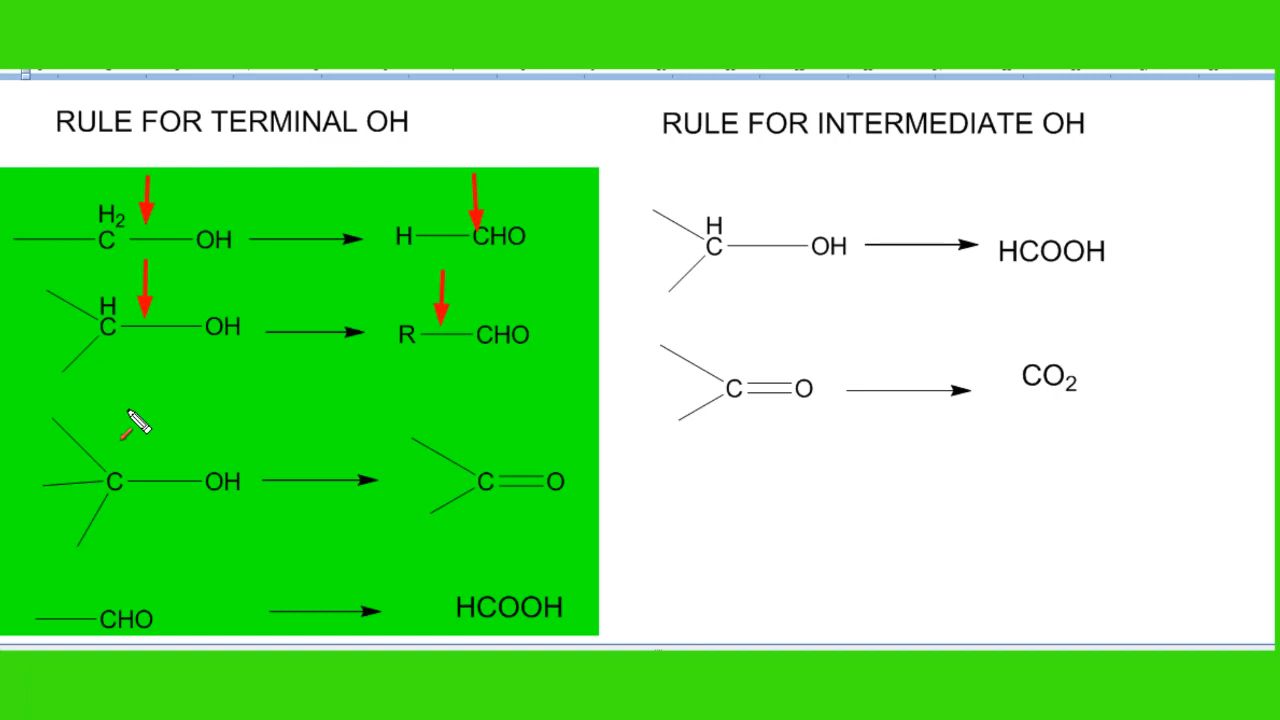 RULE FOR TERMINAL OH
H2
C OH H CHO
H
C OH R CHO
C OH C O
CHO HCOOH
RULE FOR INTERMEDIATE OH
H
C OH HCOOH
C O CO2